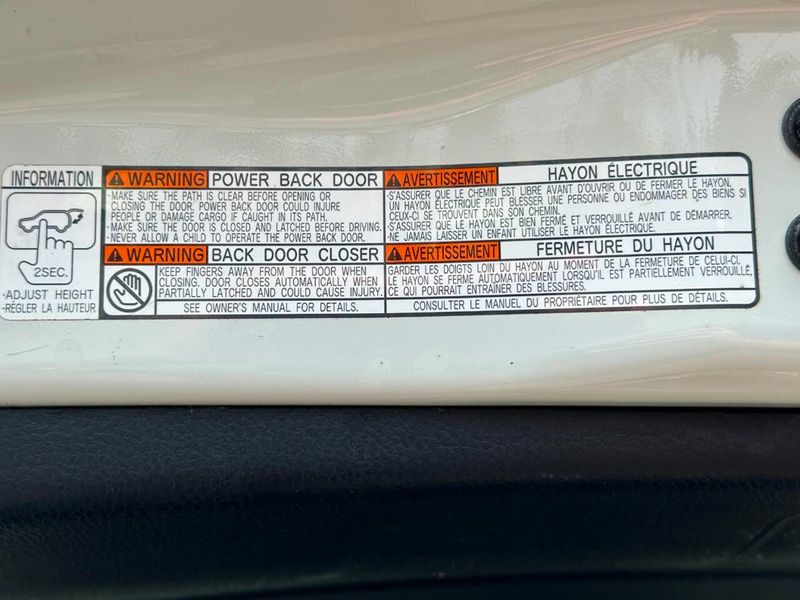 INFORMATION
2SEC.
-ADJUST HEIGHT
-RÉGLER LA HAUTEUR
WARNING POWER BACK DOOR
·MAKE SURE THE PATH IS CLEAR BEFORE OPENING OR
CLOSING THE DOOR. POWER BACK DOOR COULD INJURE
PEOPLE OR DAMAGE CARGO IF CAUGHT IN ITS PATH.
·MAKE SURE THE DOOR IS CLOSED AND LATCHED BEFORE DRIVING.
·NEVER ALLOW A CHILD TO OPERATE THE POWER BACK DOOR.
WARNING BACK DOOR CLOSER
KEEP FINGERS AWAY FROM THE DOOR WHEN
CLOSING. DOOR CLOSES AUTOMATICALLY WHEN
PARTIALLY LATCHED AND COULD CAUSE INJURY.
SEE OWNER'S MANUAL FOR DETAILS.
AVERTISSEMENT HAYON ÉLECTRIQUE
·S'ASSURER QUE LE CHEMIN EST LIBRE AVANT D'OUVRIR OU DE FERMER LE HAYON.
UN HAYON ÉLECTRIQUE PEUT BLESSER UNE PERSONNE OU ENDOMMAGER DES BIENS SI
CEUX-CI SE TROUVENT DANS SON CHEMIN.
·S'ASSURER QUE LE HAYON EST BIEN FERMÉ ET VERROUILLÉ AVANT DE DÉMARRER.
·NE JAMAIS LAISSER UN ENFANT UTILISER LE HAYON ÉLECTRIQUE.
AVERTISSEMENT FERMETURE DU HAYON
GARDER LES DOIGTS LOIN DU HAYON AU MOMENT DE LA FERMETURE DE CELUI-CI.
LE HAYON SE FERME AUTOMATIQUEMENT LORSQU'IL EST PARTIELLEMENT VERROUILLÉ,
CE QUI POURRAIT ENTRAINER DES BLESSURES.
CONSULTER LE MANUEL DU PROPRIÉTAIRE POUR PLUS DE DÉTAILS.